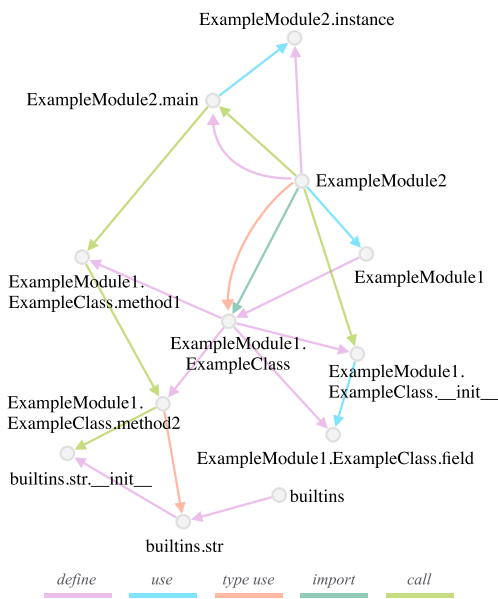 ExampleModule2.instance
ExampleModule2.main
ExampleModule2
ExampleModule1.
ExampleClass.method1
ExampleModule1
ExampleModule1.
ExampleClass
ExampleModule1.
ExampleClass.__init__
ExampleModule1.
ExampleClass.method2
ExampleModule1.ExampleClass.field
builtins.str.__init__
builtins
builtins.str
define use type use import call